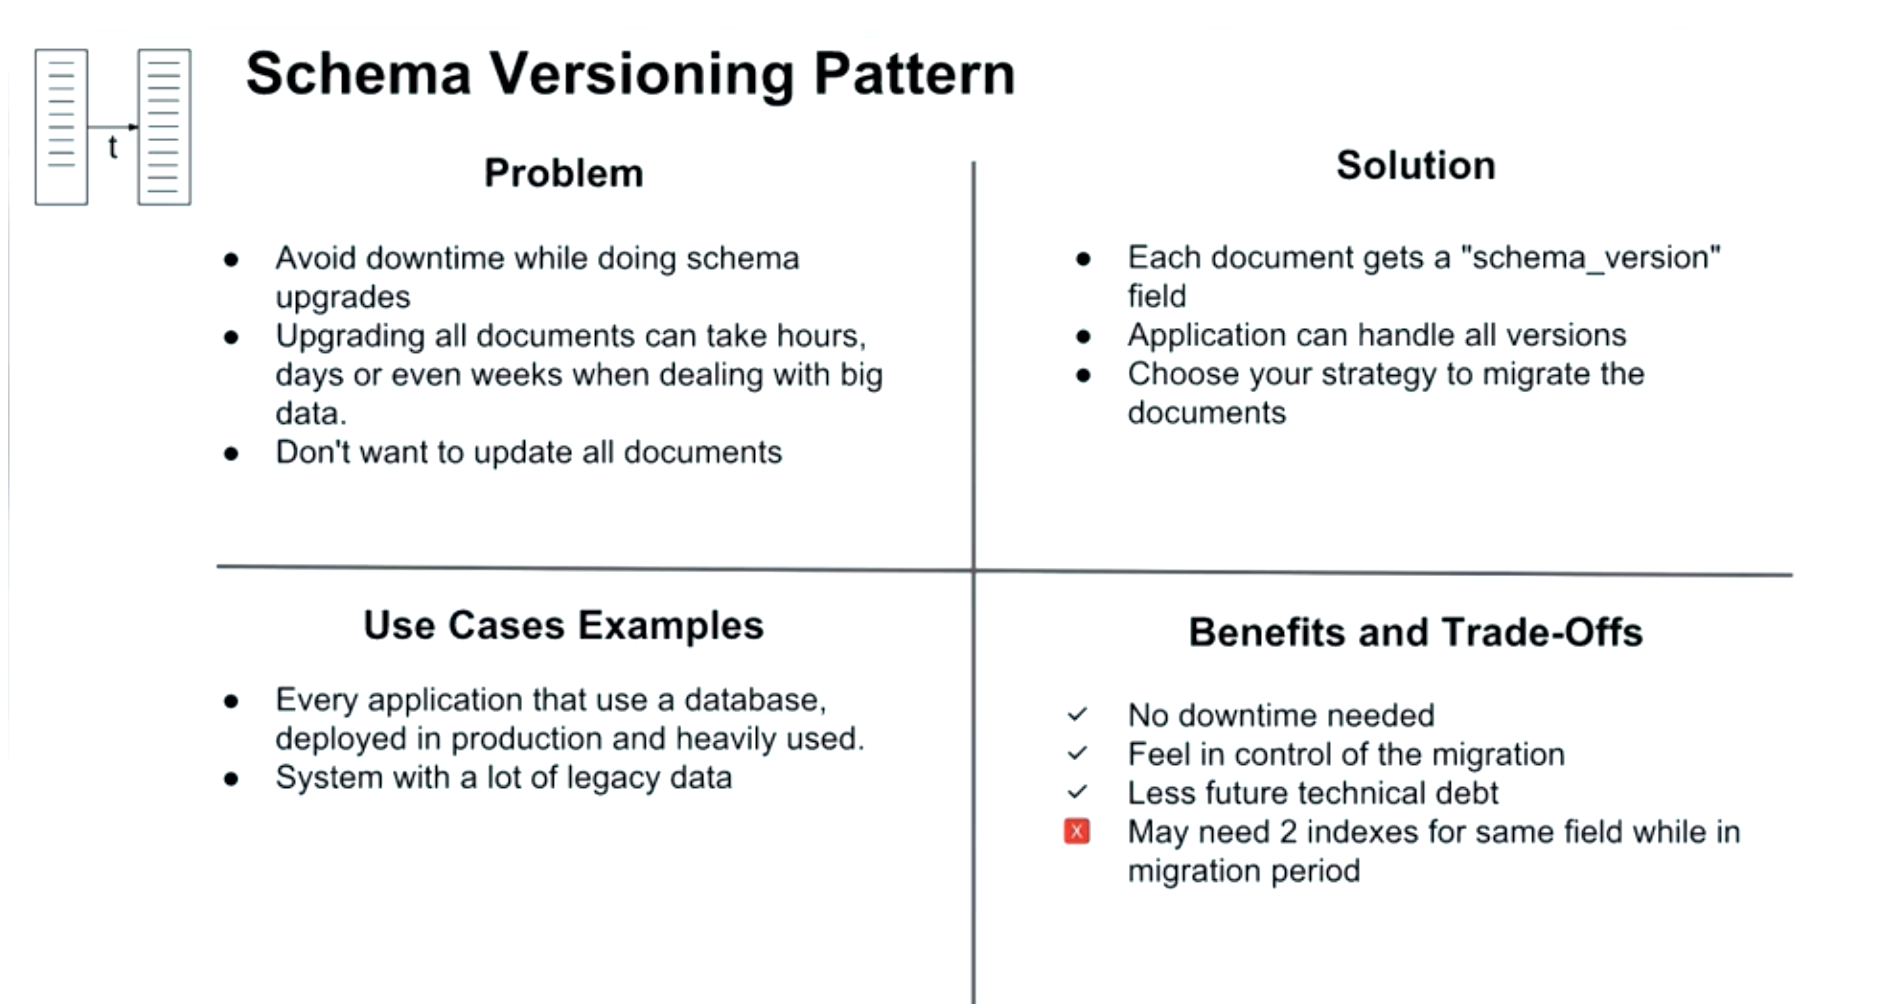 t
Schema Versioning Pattern
Problem
● Avoid downtime while doing schema
upgrades
● Upgrading all documents can take hours,
days or even weeks when dealing with big
data.
● Don't want to update all documents
Solution
● Each document gets a "schema_version"
field
● Application can handle all versions
● Choose your strategy to migrate the
documents
Use Cases Examples
● Every application that use a database,
deployed in production and heavily used.
● System with a lot of legacy data
Benefits and Trade-Offs
✓ No downtime needed
✓ Feel in control of the migration
✓ Less future technical debt
X May need 2 indexes for same field while in
migration period